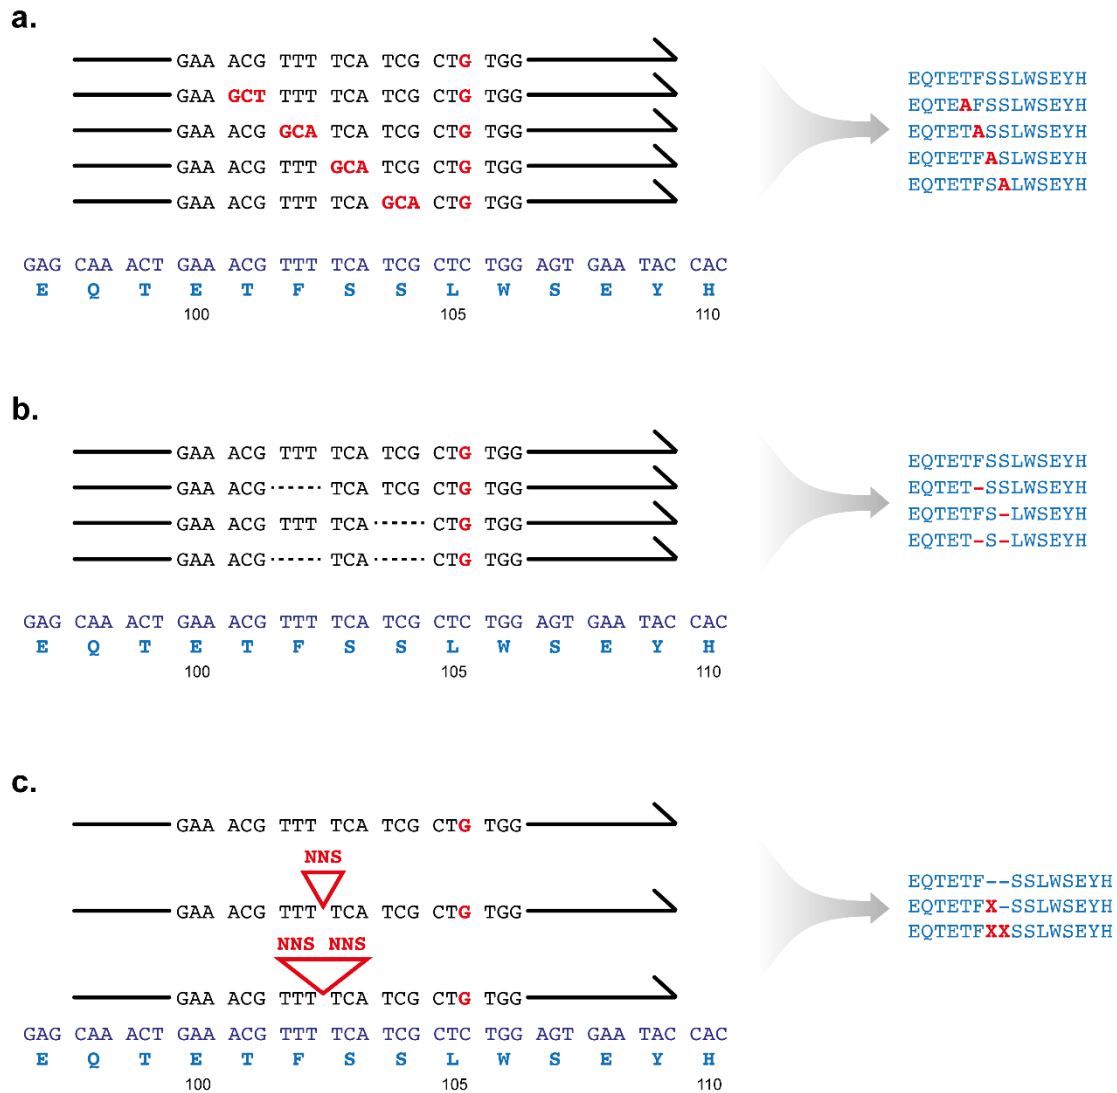 a.
GAA ACG TTT TCA TCG CTG TGG
GAA GCT TTT TCA TCG CTG TGG
GAA ACG GCA TCA TCG CTG TGG
GAA ACG TTT GCA TCG CTG TGG
GAA ACG TTT TCA GCA CTG TGG
EQTETFSSLWSEYH
EQTEAFSSLWSEYH
EQTETASSLWSEYH
EQTETFASLWSEYH
EQTETFSALWSEYH
GAG CAA ACT GAA ACG TTT TCA TCG CTC TGG AGT GAA TAC CAC
E Q T E T F S S L W S E Y H
100 105 110
b.
GAA ACG TTT TCA TCG CTG TGG
GAA ACG ----- TCA TCG CTG TGG
GAA ACG TTT TCA ----- CTG TGG
GAA ACG ----- TCA ----- CTG TGG
EQTETFSSLWSEYH
EQTET-SSLWSEYH
EQTETFS-LWSEYH
EQTET-S-LWSEYH
GAG CAA ACT GAA ACG TTT TCA TCG CTC TGG AGT GAA TAC CAC
E Q T E T F S S L W S E Y H
100 105 110
c.
GAA ACG TTT TCA TCG CTG TGG
NNS
GAA ACG TTT TCA TCG CTG TGG
NNS NNS
GAA ACG TTT TCA TCG CTG TGG
EQTETF--SSLWSEYH
EQTETFX-SSLWSEYH
EQTETFXXSSLWSEYH
GAG CAA ACT GAA ACG TTT TCA TCG CTC TGG AGT GAA TAC CAC
E Q T E T F S S L W S E Y H
100 105 110